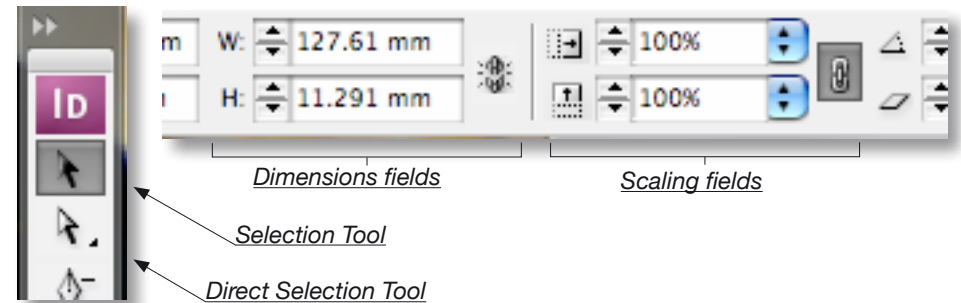 ID
m W: 127.61 mm 100%
H: 11.291 mm 100%
Dimensions fields Scaling fields
Selection Tool
Direct Selection Tool